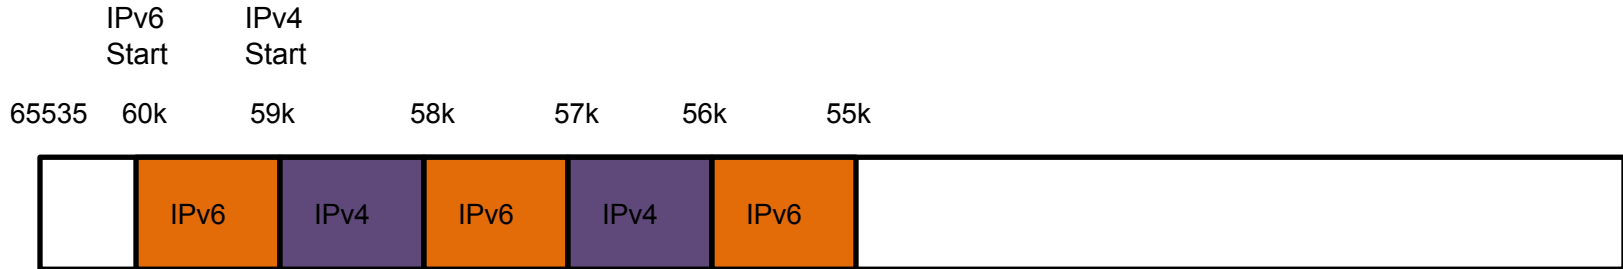 IPv6 IPv4
Start Start
65535 60k 59k 58k 57k 56k 55k
IPv6 IPv4 IPv6 IPv4 IPv6